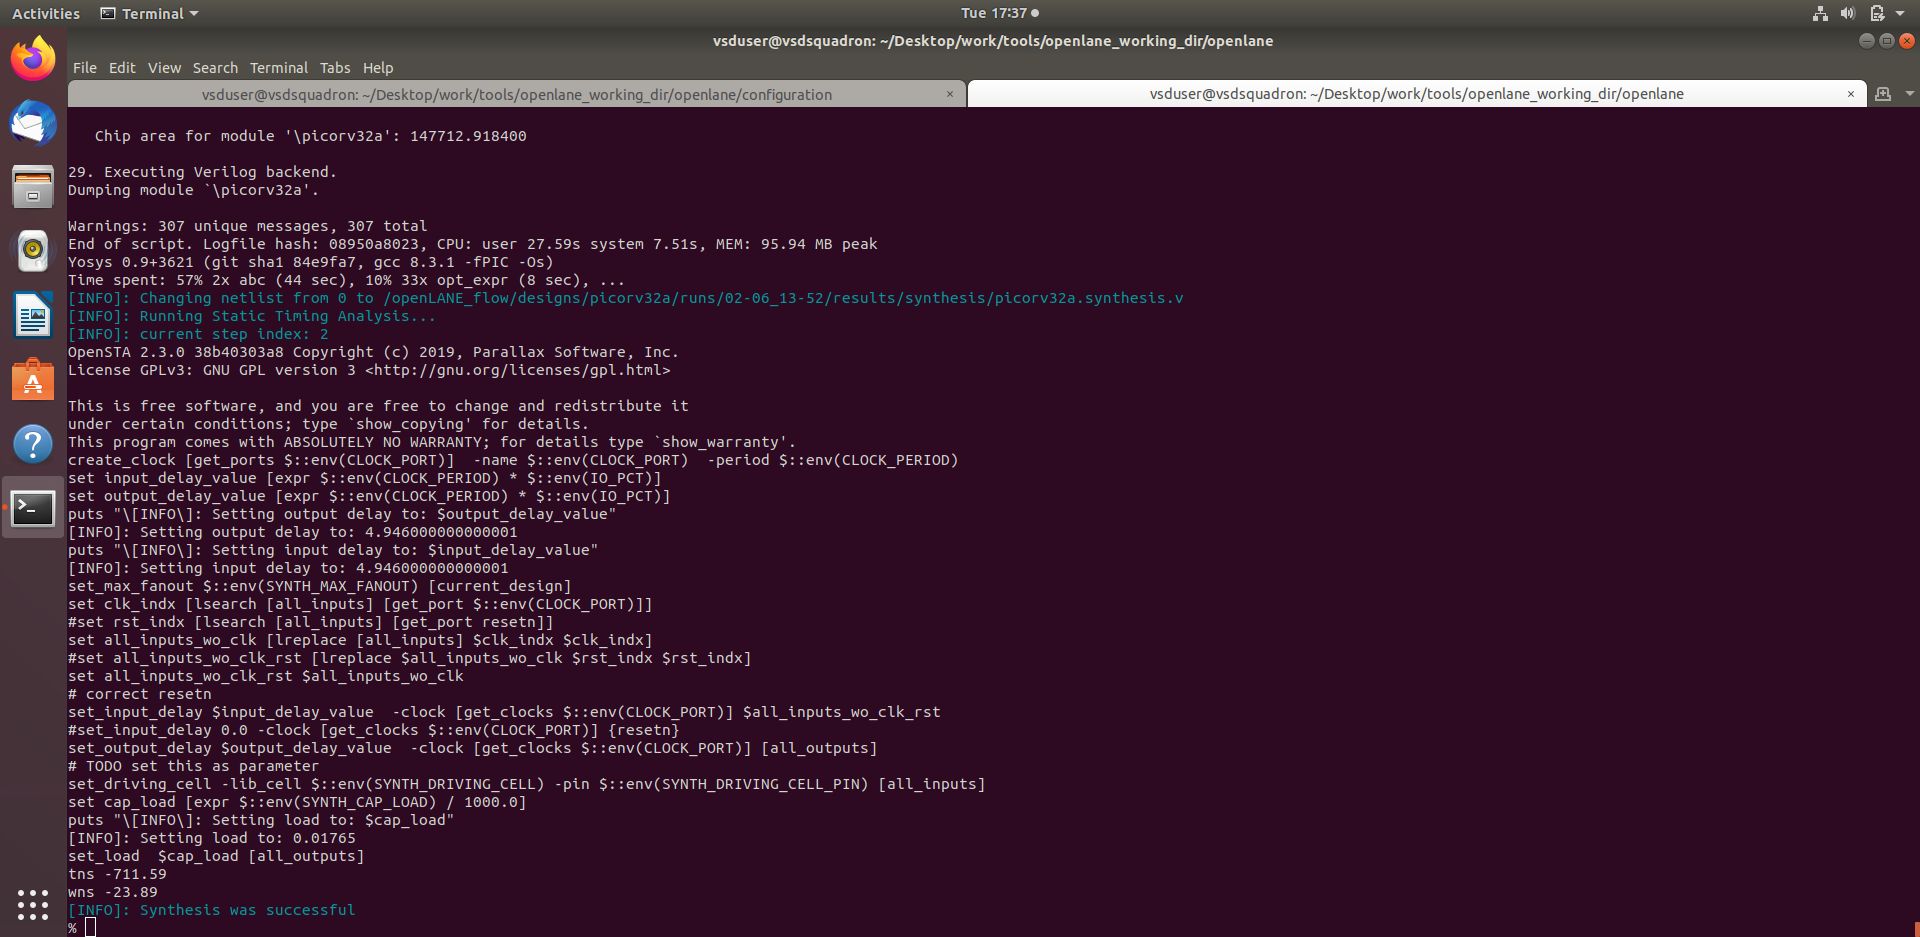 Activities
Terminal
Tue 17:37
vsduser@vsdsquadron: ~/Desktop/work/tools/openlane_working_dir/openlane
File Edit View Search Terminal Tabs Help
vsduser@vsdsquadron: ~/Desktop/work/tools/openlane_working_dir/openlane/configuration ×
vsduser@vsdsquadron: ~/Desktop/work/tools/openlane_working_dir/openlane ×
Chip area for module '\picorv32a': 147712.918400
29. Executing Verilog backend.
Dumping module `\picorv32a'.
Warnings: 307 unique messages, 307 total
End of script. Logfile hash: 08950a8023, CPU: user 27.59s system 7.51s, MEM: 95.94 MB peak
Yosys 0.9+3621 (git sha1 84e9fa7, gcc 8.3.1 -fPIC -Os)
Time spent: 57% 2x abc (44 sec), 10% 33x opt_expr (8 sec), ...
[INFO]: Changing netlist from 0 to /openLANE_flow/designs/picorv32a/runs/02-06_13-52/results/synthesis/picorv32a.synthesis.v
[INFO]: Running Static Timing Analysis...
[INFO]: current step index: 2
OpenSTA 2.3.0 38b40303a8 Copyright (c) 2019, Parallax Software, Inc.
License GPLv3: GNU GPL version 3 <http://gnu.org/licenses/gpl.html>
This is free software, and you are free to change and redistribute it
under certain conditions; type `show_copying' for details.
This program comes with ABSOLUTELY NO WARRANTY; for details type `show_warranty'.
create_clock [get_ports $::env(CLOCK_PORT)]  -name $::env(CLOCK_PORT)  -period $::env(CLOCK_PERIOD)
set input_delay_value [expr $::env(CLOCK_PERIOD) * $::env(IO_PCT)]
set output_delay_value [expr $::env(CLOCK_PERIOD) * $::env(IO_PCT)]
puts "\[INFO\]: Setting output delay to: $output_delay_value"
[INFO]: Setting output delay to: 4.946000000000001
puts "\[INFO\]: Setting input delay to: $input_delay_value"
[INFO]: Setting input delay to: 4.946000000000001
set_max_fanout $::env(SYNTH_MAX_FANOUT) [current_design]
set clk_indx [lsearch [all_inputs] [get_port $::env(CLOCK_PORT)]]
#set rst_indx [lsearch [all_inputs] [get_port resetn]]
set all_inputs_wo_clk [lreplace [all_inputs] $clk_indx $clk_indx]
#set all_inputs_wo_clk_rst [lreplace $all_inputs_wo_clk $rst_indx $rst_indx]
set all_inputs_wo_clk_rst $all_inputs_wo_clk
# correct resetn
set_input_delay $input_delay_value  -clock [get_clocks $::env(CLOCK_PORT)] $all_inputs_wo_clk_rst
#set_input_delay 0.0 -clock [get_clocks $::env(CLOCK_PORT)] {resetn}
set_output_delay $output_delay_value  -clock [get_clocks $::env(CLOCK_PORT)] [all_outputs]
# TODO set this as parameter
set_driving_cell -lib_cell $::env(SYNTH_DRIVING_CELL) -pin $::env(SYNTH_DRIVING_CELL_PIN) [all_inputs]
set cap_load [expr $::env(SYNTH_CAP_LOAD) / 1000.0]
puts "\[INFO\]: Setting load to: $cap_load"
[INFO]: Setting load to: 0.01765
set_load  $cap_load [all_outputs]
tns -711.59
wns -23.89
[INFO]: Synthesis was successful
%